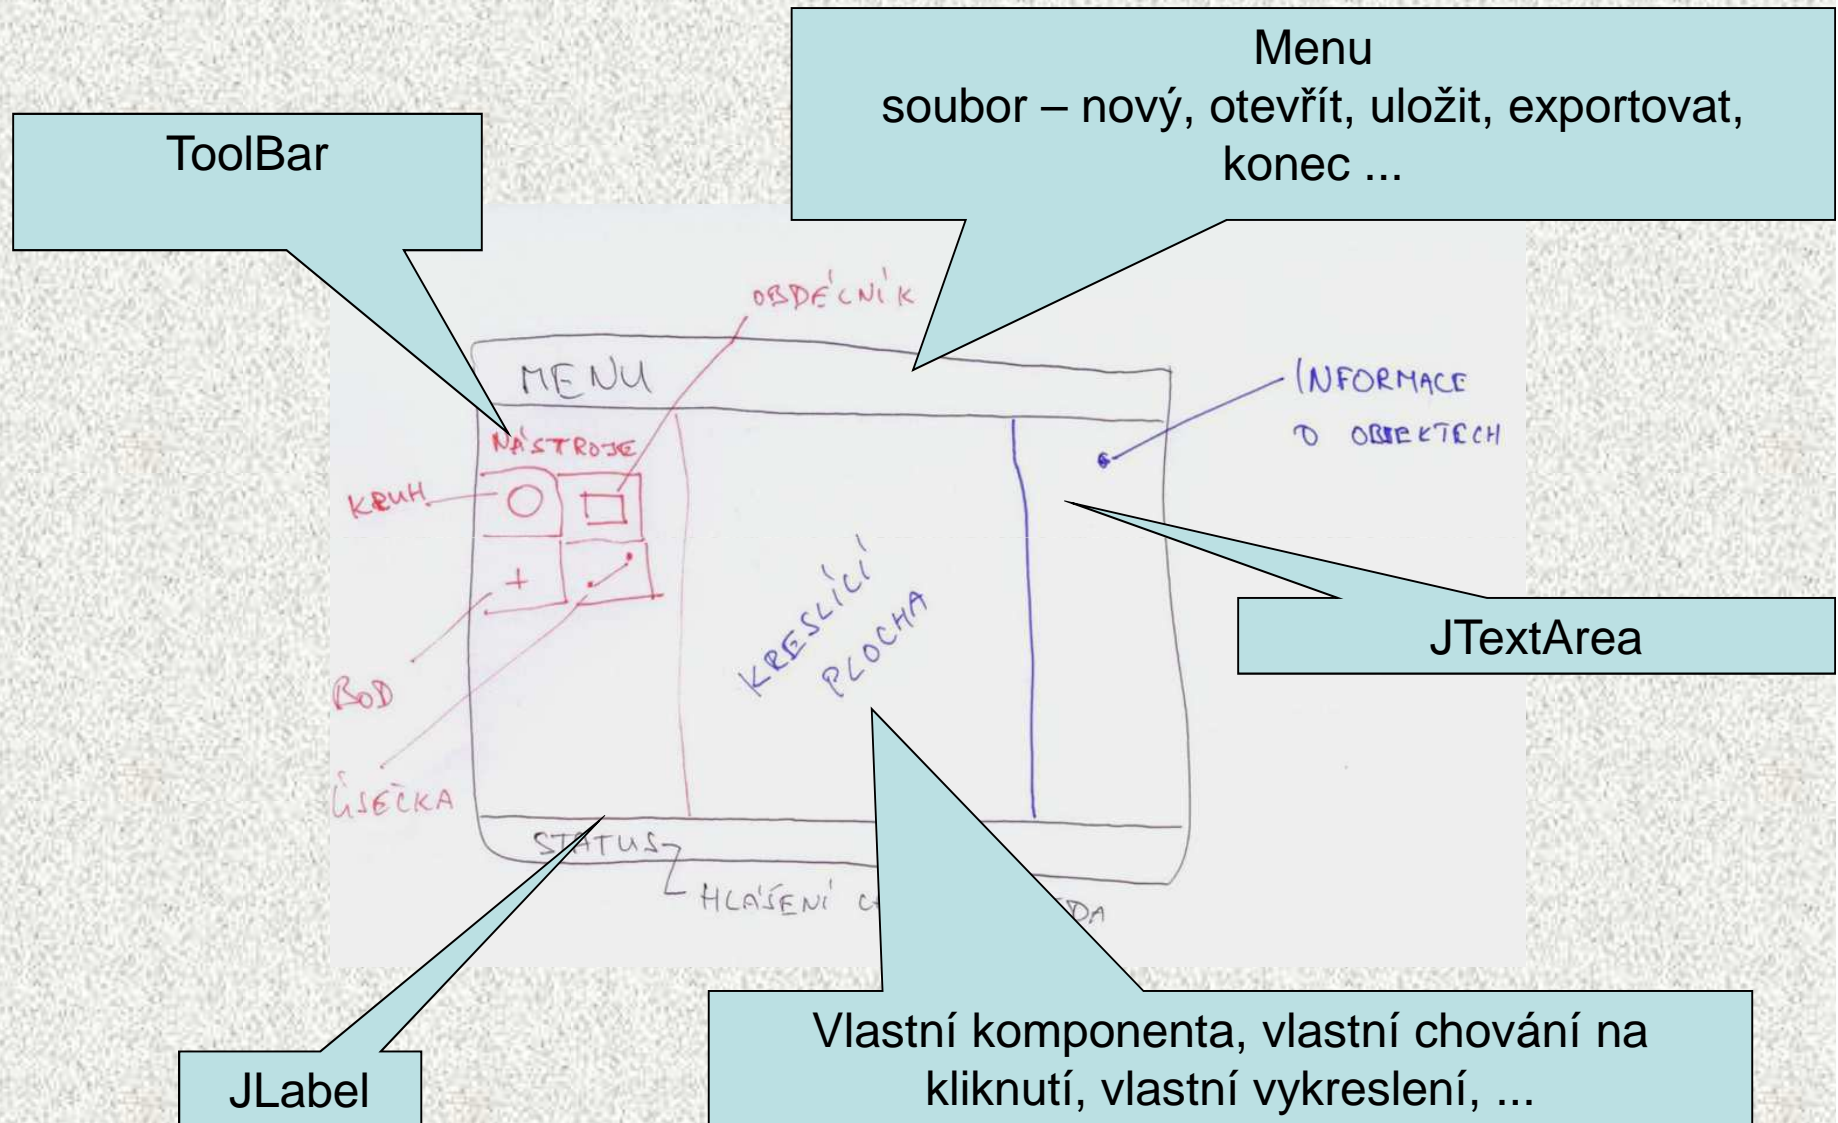 Menu
soubor – nový, otevřít, uložit, exportovat,
konec ...
ToolBar
OBDÉLNÍK
MENU
INFORMACE
O OBJEKTECH
NÁSTROJE
KRUH
KRESLÍCÍ
PLOCHA
JTextArea
BOD
ÚSEČKA
STATUS
HLÁŠENÍ
Vlastní komponenta, vlastní chování na
kliknutí, vlastní vykreslení, ...
JLabel